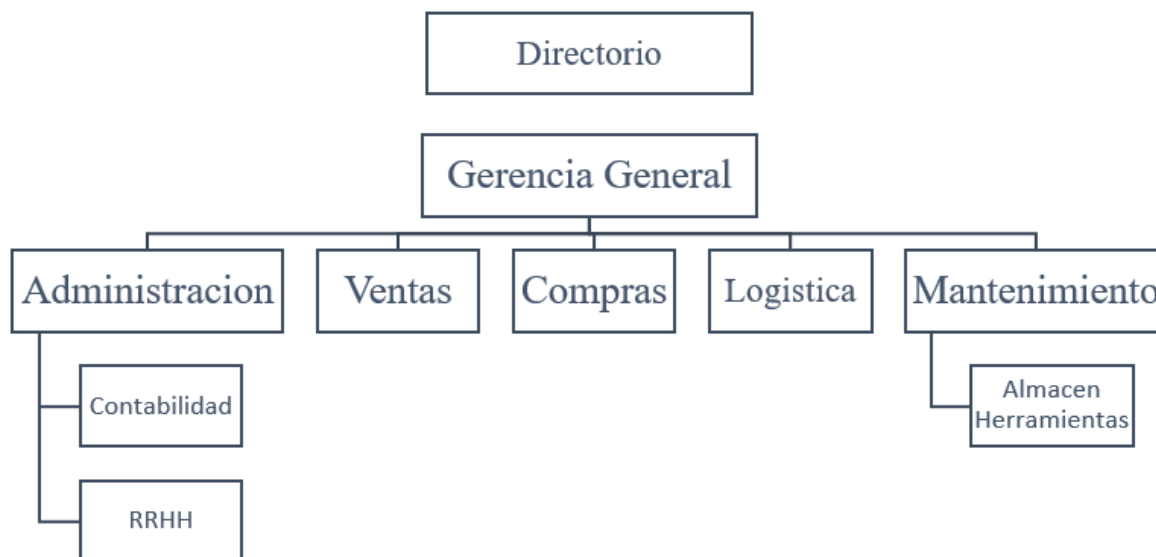 Directorio
Gerencia General
Administracion
Ventas
Compras
Logistica
Mantenimiento
Contabilidad
Almacen
Herramientas
RRHH